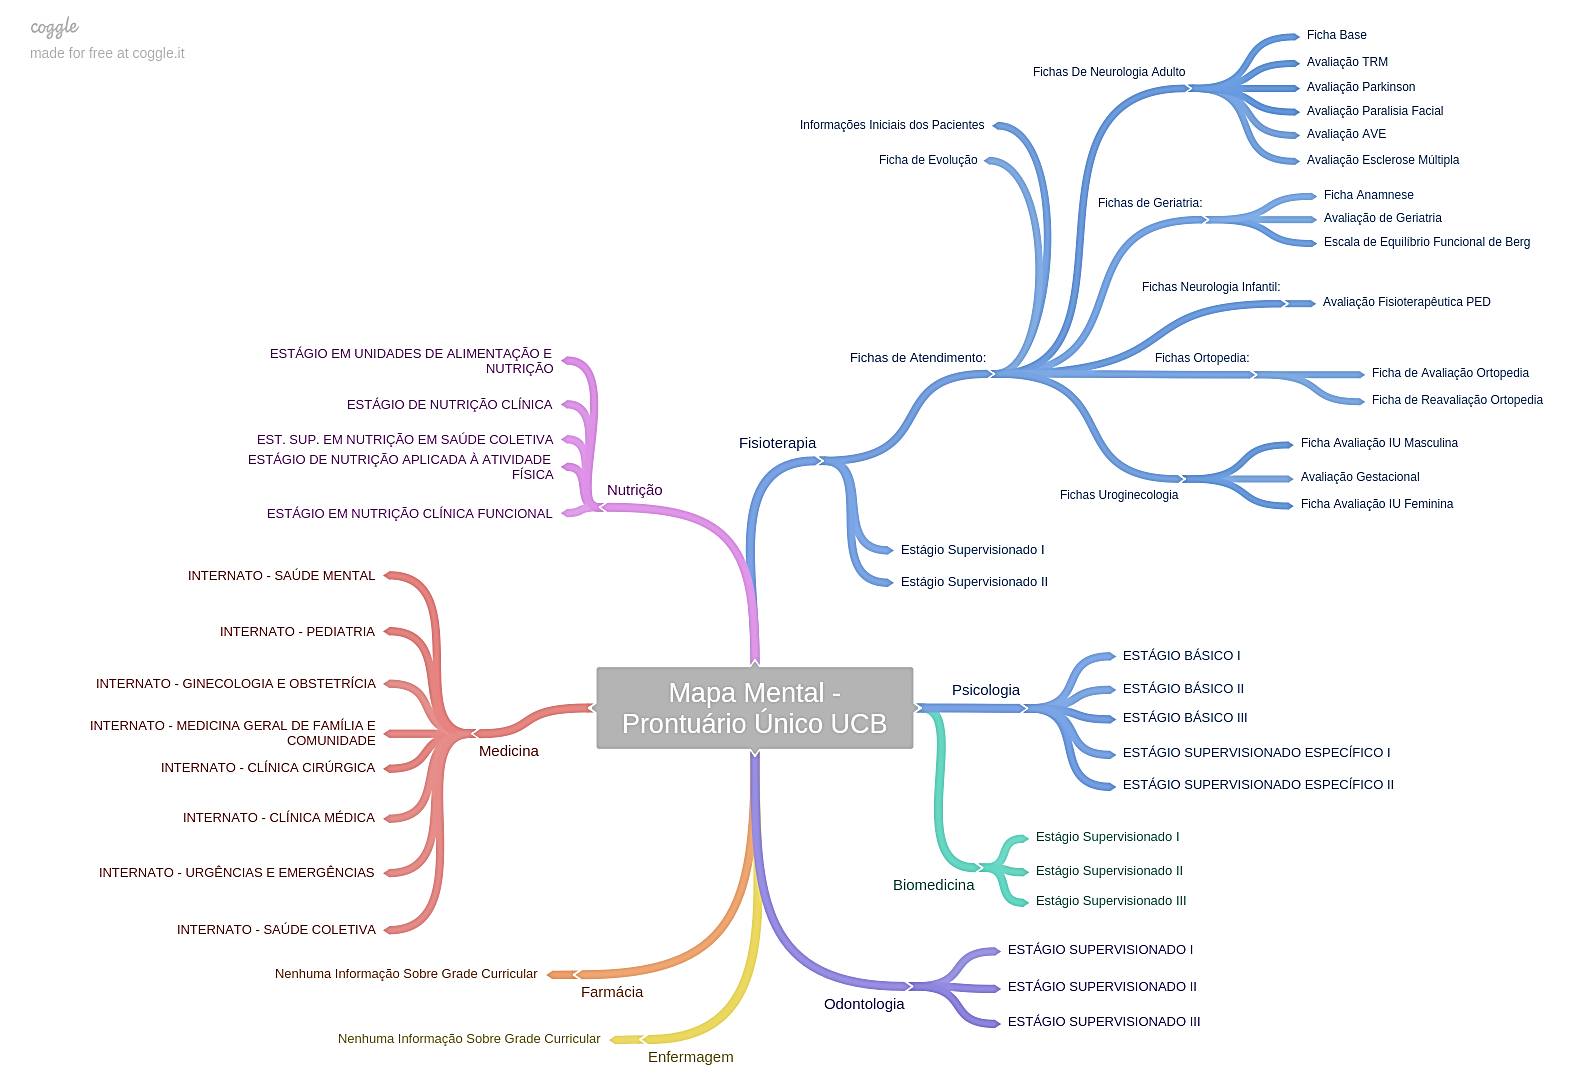 coggle
made for free at coggle.it
Mapa Mental -
Prontuário Único UCB
Fisioterapia
Fichas de Atendimento:
Informações Iniciais dos Pacientes
Ficha de Evolução
Fichas De Neurologia Adulto
Ficha Base
Avaliação TRM
Avaliação Parkinson
Avaliação Paralisia Facial
Avaliação AVE
Avaliação Esclerose Múltipla
Fichas de Geriatria:
Ficha Anamnese
Avaliação de Geriatria
Escala de Equilíbrio Funcional de Berg
Fichas Neurologia Infantil:
Avaliação Fisioterapêutica PED
Fichas Ortopedia:
Ficha de Avaliação Ortopedia
Ficha de Reavaliação Ortopedia
Fichas Uroginecologia
Ficha Avaliação IU Masculina
Avaliação Gestacional
Ficha Avaliação IU Feminina
Estágio Supervisionado I
Estágio Supervisionado II
Psicologia
ESTÁGIO BÁSICO I
ESTÁGIO BÁSICO II
ESTÁGIO BÁSICO III
ESTÁGIO SUPERVISIONADO ESPECÍFICO I
ESTÁGIO SUPERVISIONADO ESPECÍFICO II
Biomedicina
Estágio Supervisionado I
Estágio Supervisionado II
Estágio Supervisionado III
Odontologia
ESTÁGIO SUPERVISIONADO I
ESTÁGIO SUPERVISIONADO II
ESTÁGIO SUPERVISIONADO III
Nutrição
ESTÁGIO EM UNIDADES DE ALIMENTAÇÃO E
NUTRIÇÃO
ESTÁGIO DE NUTRIÇÃO CLÍNICA
EST. SUP. EM NUTRIÇÃO EM SAÚDE COLETIVA
ESTÁGIO DE NUTRIÇÃO APLICADA À ATIVIDADE
FÍSICA
ESTÁGIO EM NUTRIÇÃO CLÍNICA FUNCIONAL
Medicina
INTERNATO - SAÚDE MENTAL
INTERNATO - PEDIATRIA
INTERNATO - GINECOLOGIA E OBSTETRÍCIA
INTERNATO - MEDICINA GERAL DE FAMÍLIA E
COMUNIDADE
INTERNATO - CLÍNICA CIRÚRGICA
INTERNATO - CLÍNICA MÉDICA
INTERNATO - URGÊNCIAS E EMERGÊNCIAS
INTERNATO - SAÚDE COLETIVA
Farmácia
Nenhuma Informação Sobre Grade Curricular
Enfermagem
Nenhuma Informação Sobre Grade Curricular